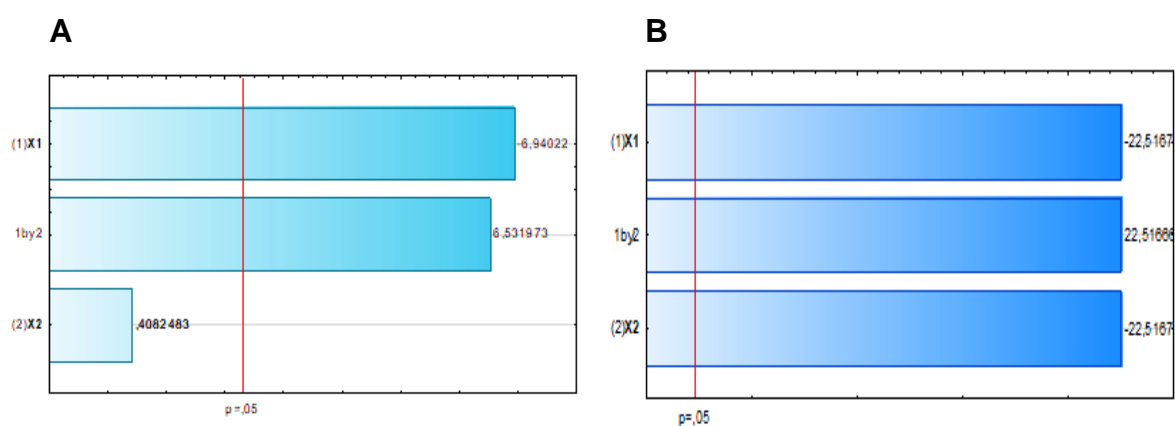 A
(1)X1
-6,94022
1by2
6,531973
(2)X2
,4082483
p=,05
B
(1)X1
-22,5167
1by2
22,51666
(2)X2
-22,5167
p=,05